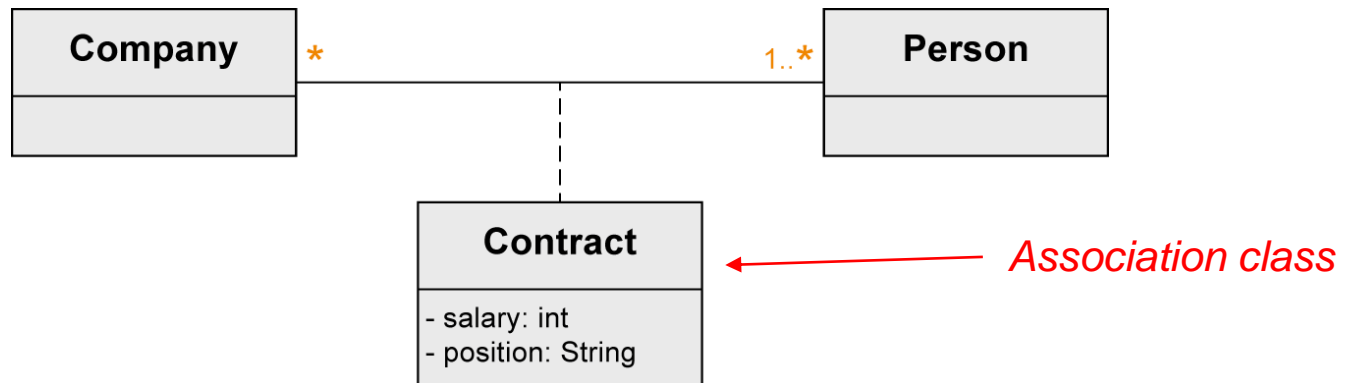 Company
*
1..*
Person
Contract
Association class
- salary: int
- position: String